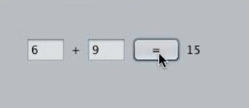 6 + 9 = 15